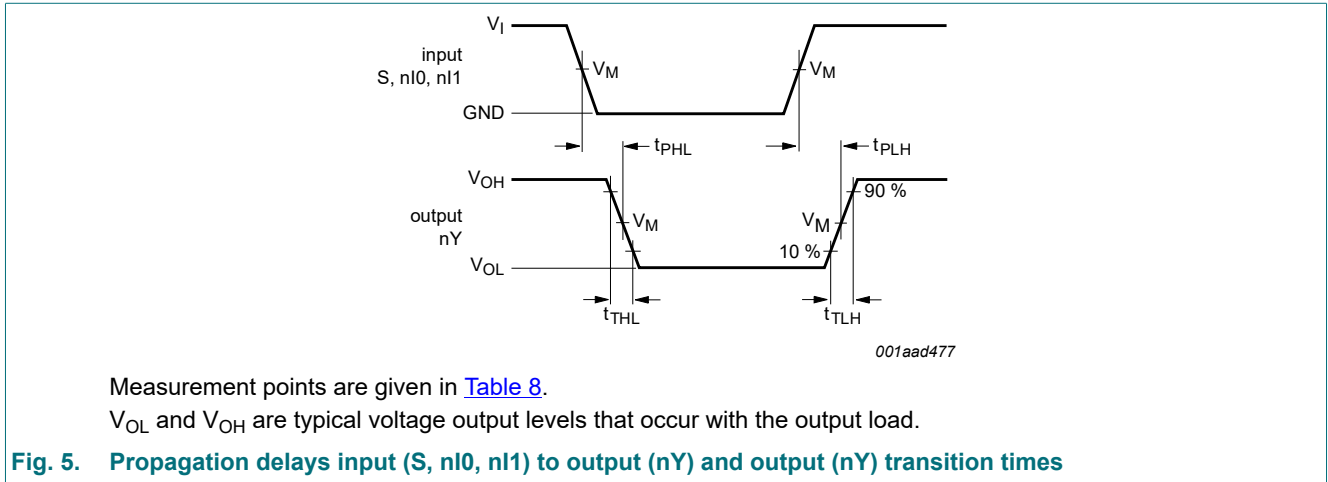 VI
input
S, nI0, nI1
VM
VM
GND
tPHL
tPLH
VOH
90 %
output
nY
VM
VM
10 %
VOL
tTHL
tTLH
001aad477
Measurement points are given in Table 8.
VOL and VOH are typical voltage output levels that occur with the output load.
Fig. 5. Propagation delays input (S, nI0, nI1) to output (nY) and output (nY) transition times